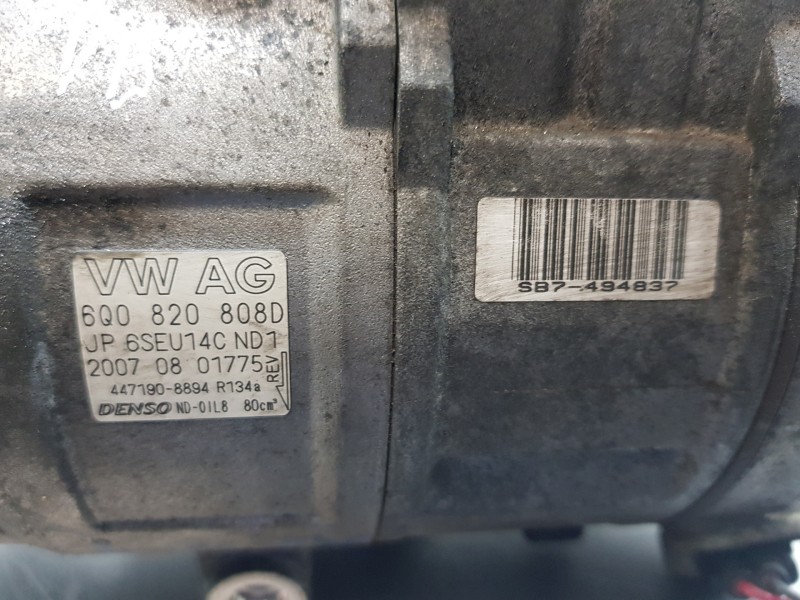 VW AG
6Q0 820 808D
JP 6SEU14C ND1
2007 08 01775
REV
447190-8894 R134a
DENSO ND-OIL8 80cm³
SB7-494837